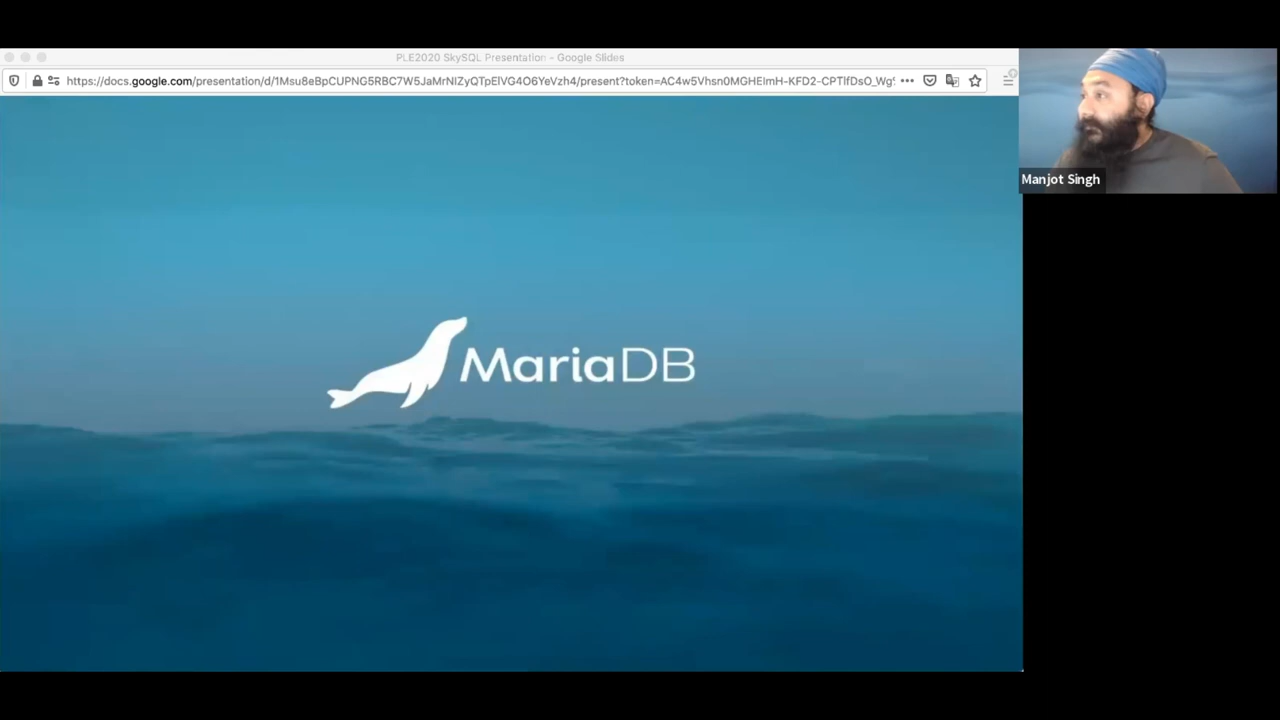 PLE2020 SkySQL Presentation - Google Slides
https://docs.google.com/presentation/d/1Msu8eBpCUPNG5RBC7W5JaMrNIZyQTpElVG4O6YeVzh4/present?token=AC4w5Vhsn0MGHEimH-KFD2-CPTlfDsO_Wg
Manjot Singh
MariaDB